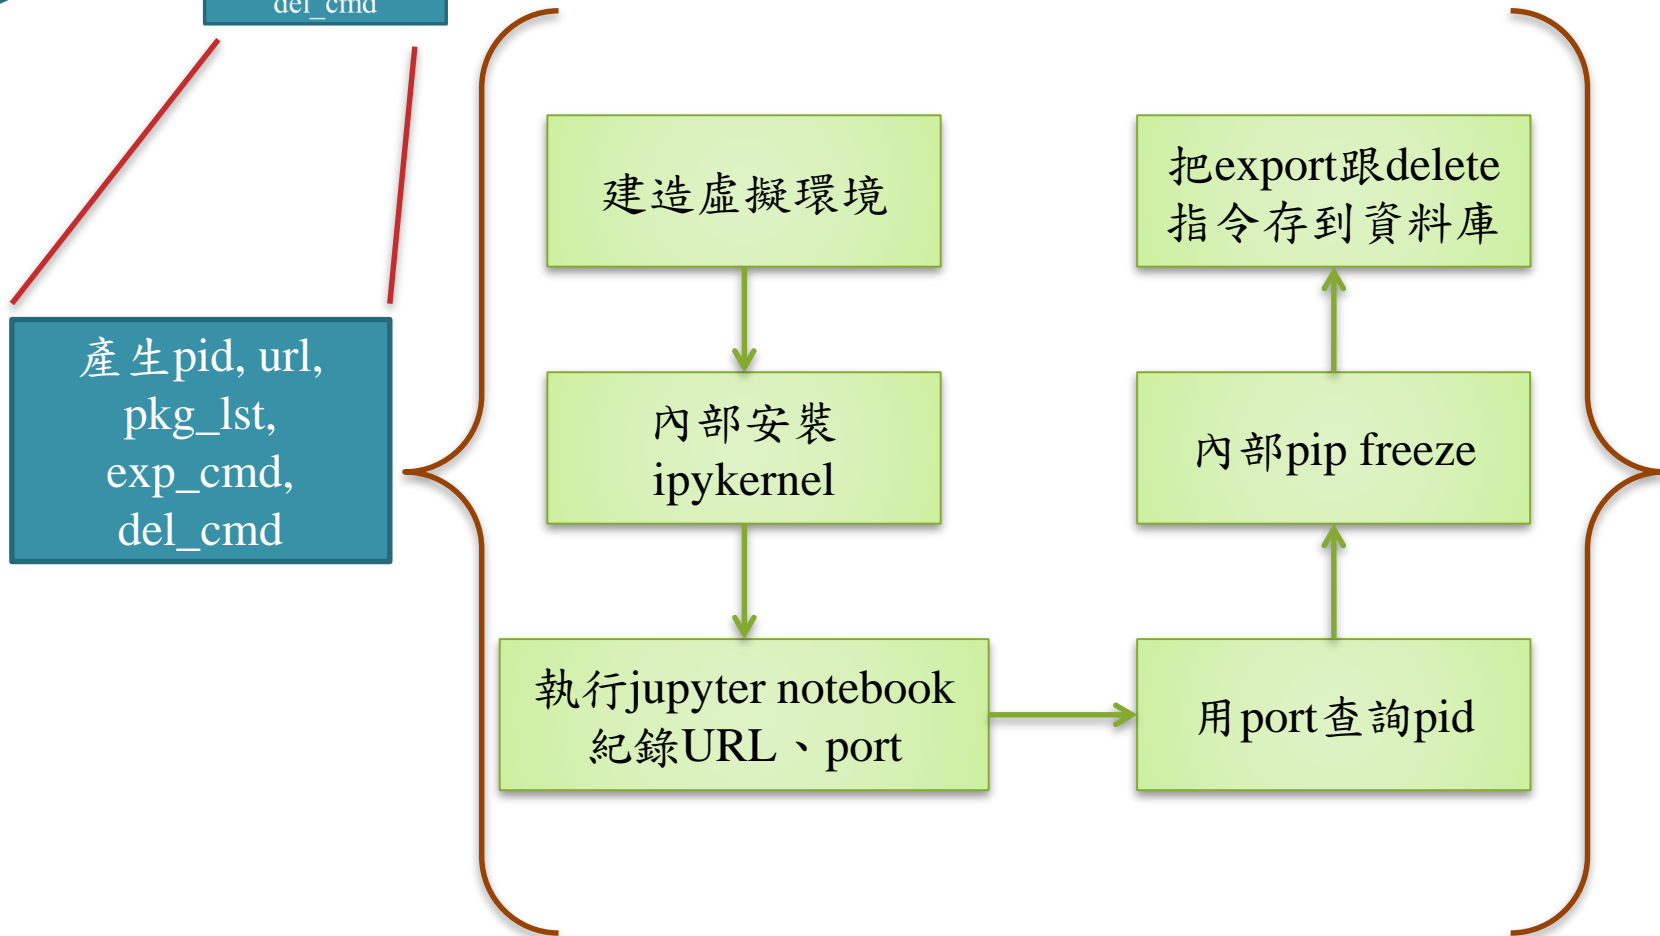 del_cmd
產生pid, url,
pkg_lst,
exp_cmd,
del_cmd
建造虛擬環境
內部安裝
ipykernel
執行jupyter notebook
紀錄URL、port
用port查詢pid
內部pip freeze
把export跟delete
指令存到資料庫